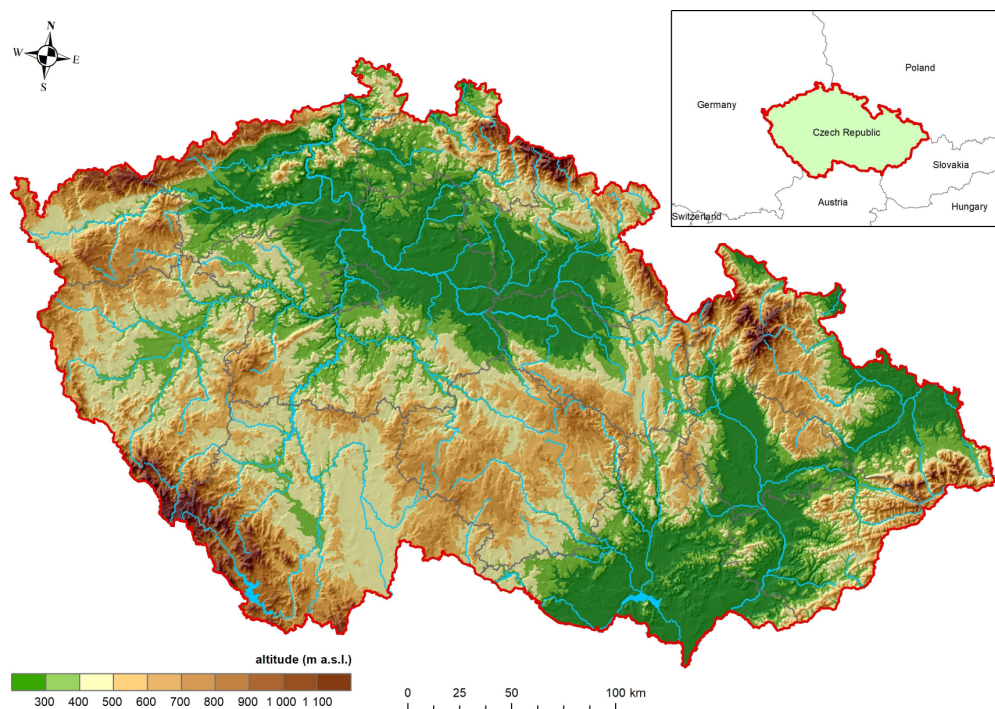 N
W
E
S
Poland
Germany
Czech Republic
Slovakia
Austria
Hungary
Switzerland
altitude (m a.s.l.)
300 400 500 600 700 800 900 1 000 1 100
0 25 50 100 km